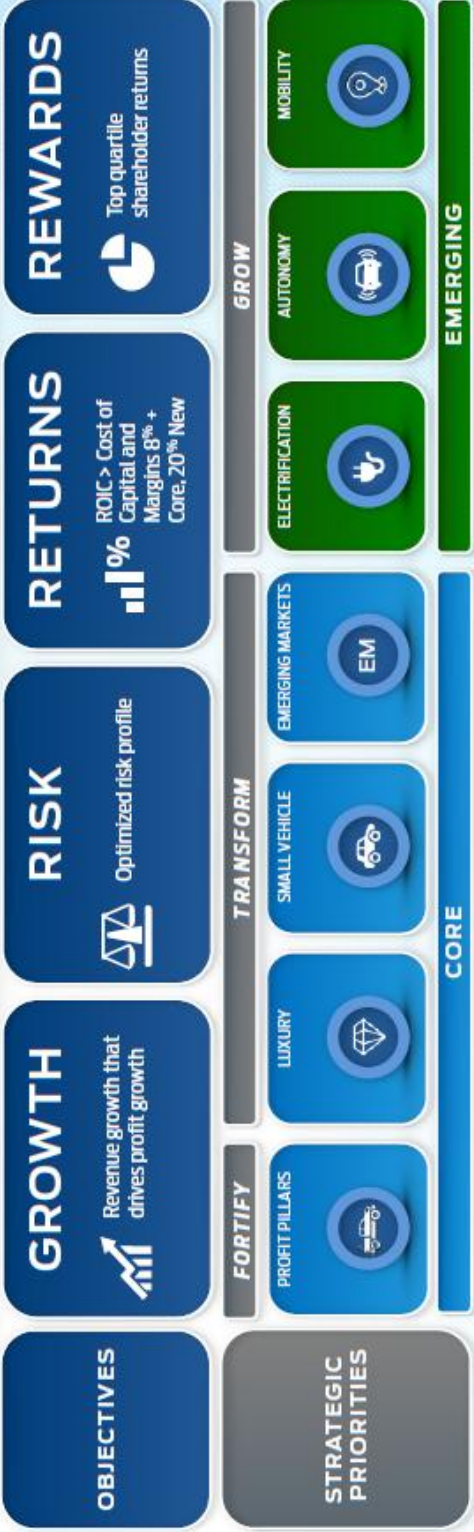 OBJECTIVES
GROWTH
Revenue growth that
drives profit growth
RISK
Optimized risk profile
RETURNS
%
ROIC > Cost of
Capital and
Margins 8% +
Core, 20% New
REWARDS
Top quartile
shareholder returns
STRATEGIC
PRIORITIES
FORTIFY
TRANSFORM
GROW
PROFIT PILLARS
LUXURY
SMALL VEHICLE
EMERGING MARKETS
EM
ELECTRIFICATION
AUTONOMY
MOBILITY
CORE
EMERGING